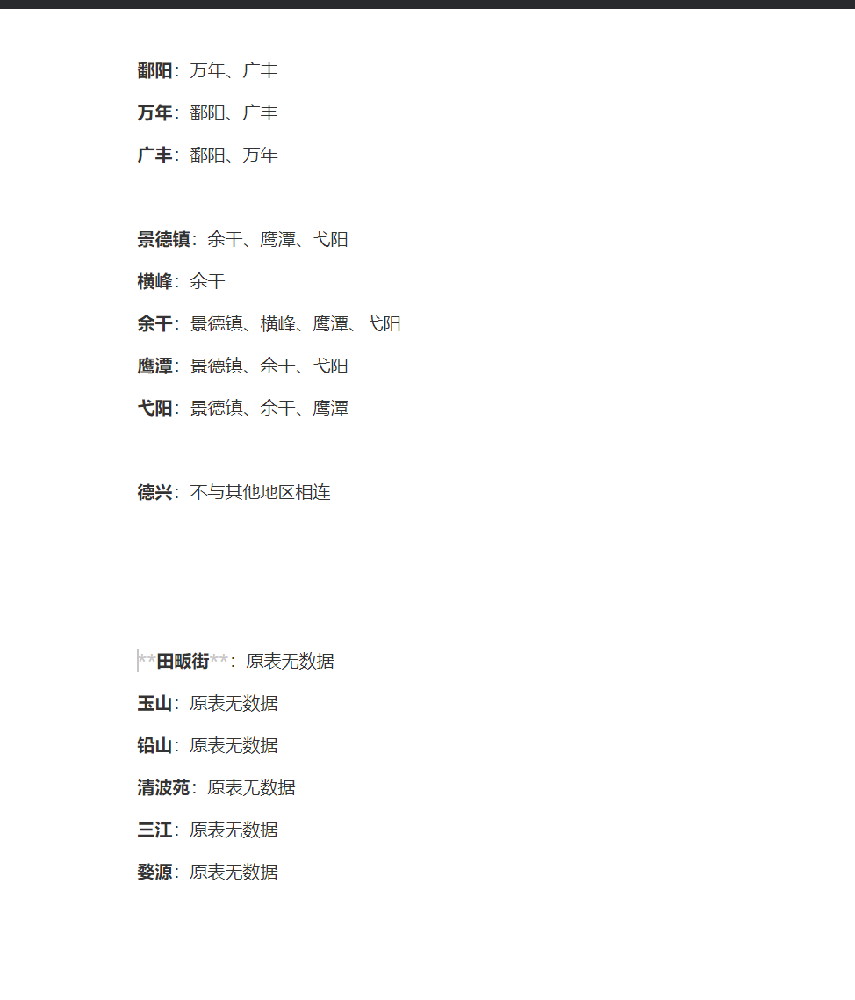 鄱阳：万年、广丰
万年：鄱阳、广丰
广丰：鄱阳、万年
景德镇：余干、鹰潭、弋阳
横峰：余干
余干：景德镇、横峰、鹰潭、弋阳
鹰潭：景德镇、余干、弋阳
弋阳：景德镇、余干、鹰潭
德兴：不与其他地区相连
**田畈街**：原表无数据
玉山：原表无数据
铅山：原表无数据
清波苑：原表无数据
三江：原表无数据
婺源：原表无数据